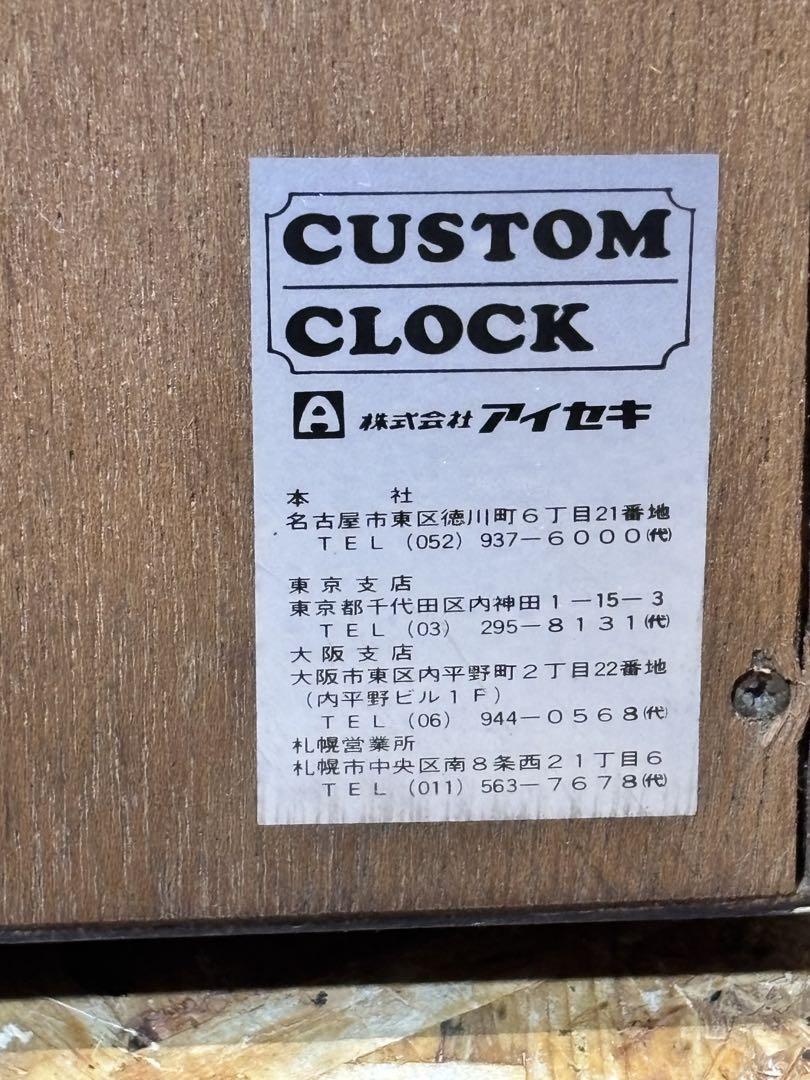 CUSTOM
CLOCK
株式会社アイセキ
本 社
名古屋市東区徳川町6丁目21番地
TEL (052) 937-6000(代)
東京支店
東京都千代田区内神田1-15-3
TEL (03) 295-8131(代)
大阪支店
大阪市東区内平野町2丁目22番地
(内平野ビル1F)
TEL (06) 944-0568(代)
札幌営業所
札幌市中央区南8条西21丁目6
TEL (011) 563-7678(代)